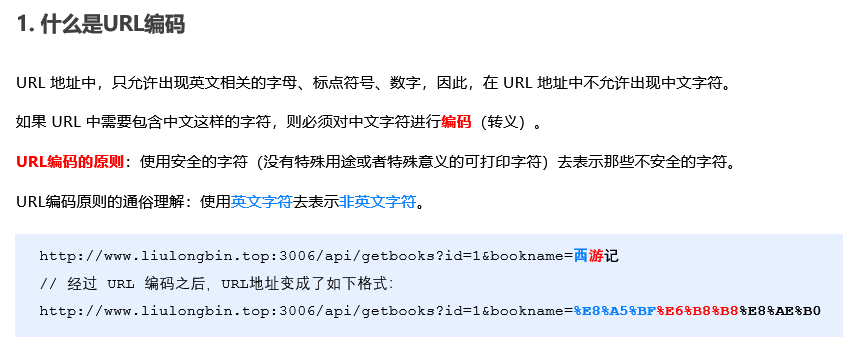 1. 什么是URL编码
URL 地址中，只允许出现英文相关的字母、标点符号、数字，因此，在 URL 地址中不允许出现中文字符。
如果 URL 中需要包含中文这样的字符，则必须对中文字符进行编码（转义）。
URL编码的原则：使用安全的字符（没有特殊用途或者特殊意义的可打印字符）去表示那些不安全的字符。
URL编码原则的通俗理解：使用英文字符去表示非英文字符。
http://www.liulongbin.top:3006/api/getbooks?id=1&bookname=西游记
// 经过 URL 编码之后，URL地址变成了如下格式：
http://www.liulongbin.top:3006/api/getbooks?id=1&bookname=%E8%A5%BF%E6%B8%B8%E8%AE%B0